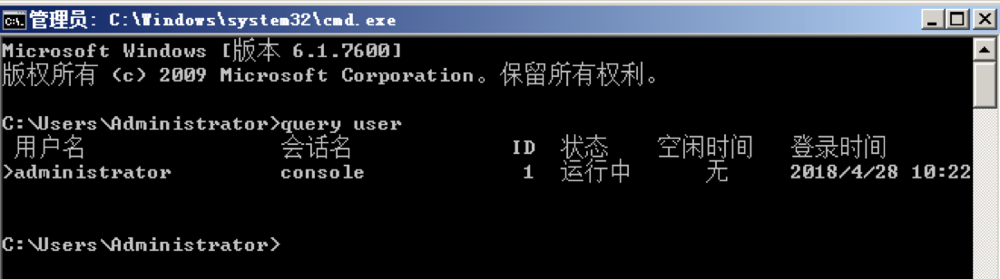 管理员: C:\Windows\system32\cmd.exe
Microsoft Windows [版本 6.1.7600]
版权所有 (c) 2009 Microsoft Corporation。保留所有权利。
C:\Users\Administrator>query user
用户名 会话名 ID 状态 空闲时间 登录时间
>administrator console 1 运行中 无 2018/4/28 10:22
C:\Users\Administrator>